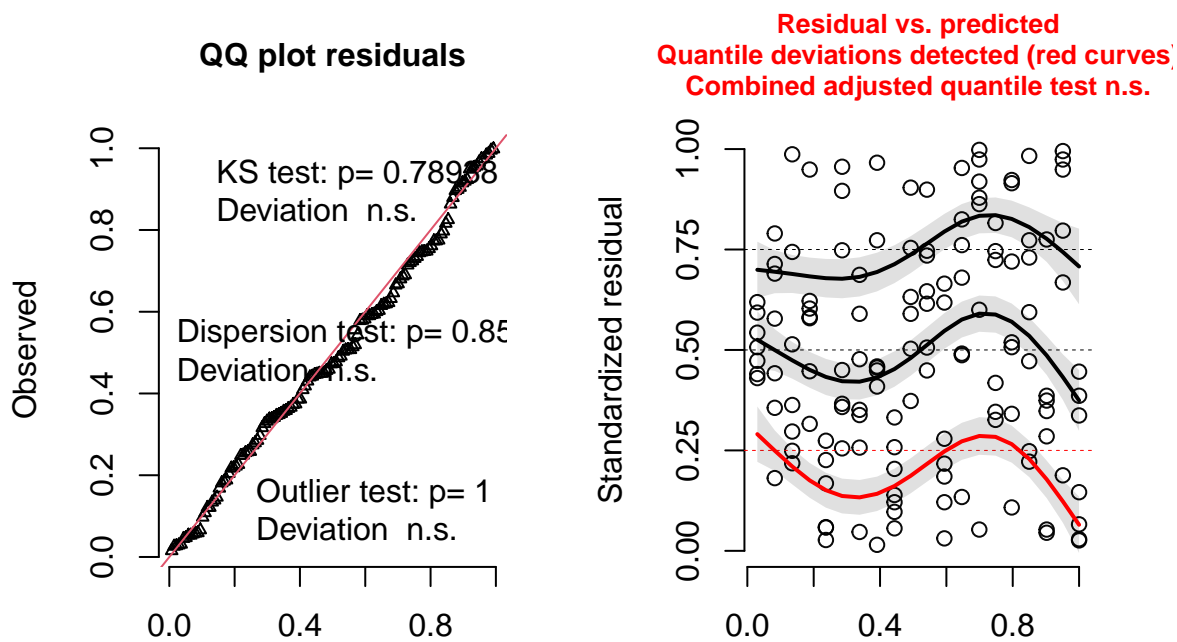 QQ plot residuals
Observed
1.0
0.8
0.6
0.4
0.2
0.0
KS test: p= 0.78938
Deviation n.s.
Dispersion test: p= 0.85
Deviation n.s.
Outlier test: p= 1
Deviation n.s.
0.0 0.4 0.8
Residual vs. predicted
Quantile deviations detected (red curves)
Combined adjusted quantile test n.s.
Standardized residual
1.00
0.75
0.50
0.25
0.00
0.0 0.4 0.8